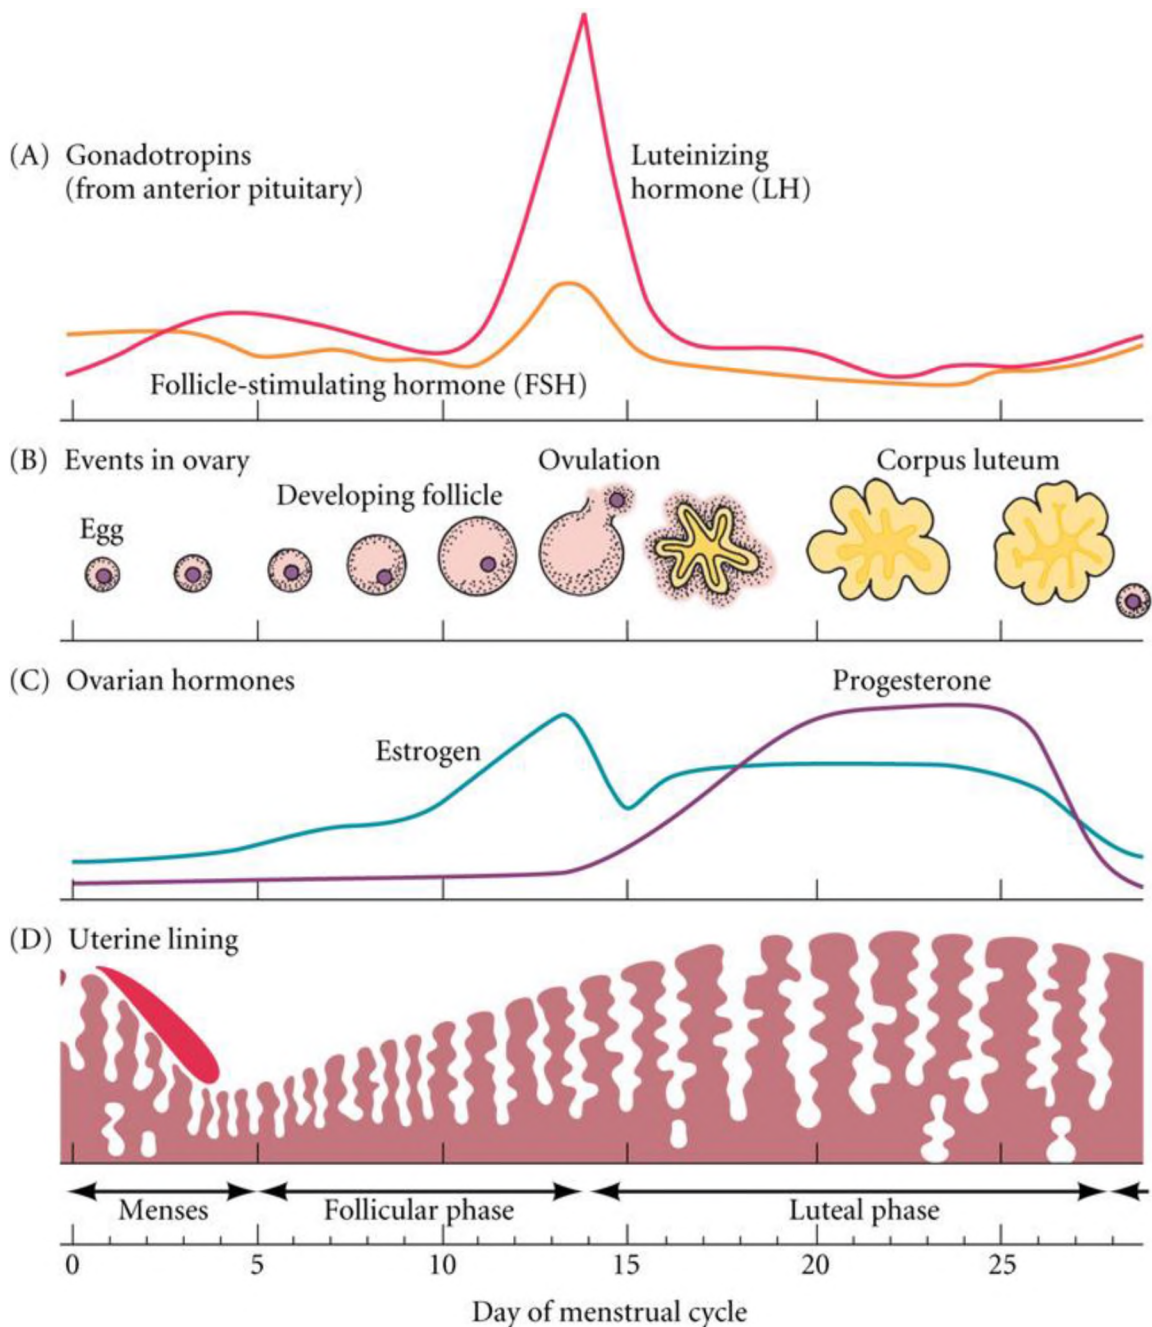 (A) Gonadotropins
(from anterior pituitary)
Luteinizing
hormone (LH)
Follicle-stimulating hormone (FSH)
(B) Events in ovary
Ovulation
Corpus luteum
Developing follicle
Egg
(C) Ovarian hormones
Progesterone
Estrogen
(D) Uterine lining
Menses
Follicular phase
Luteal phase
0 5 10 15 20 25
Day of menstrual cycle